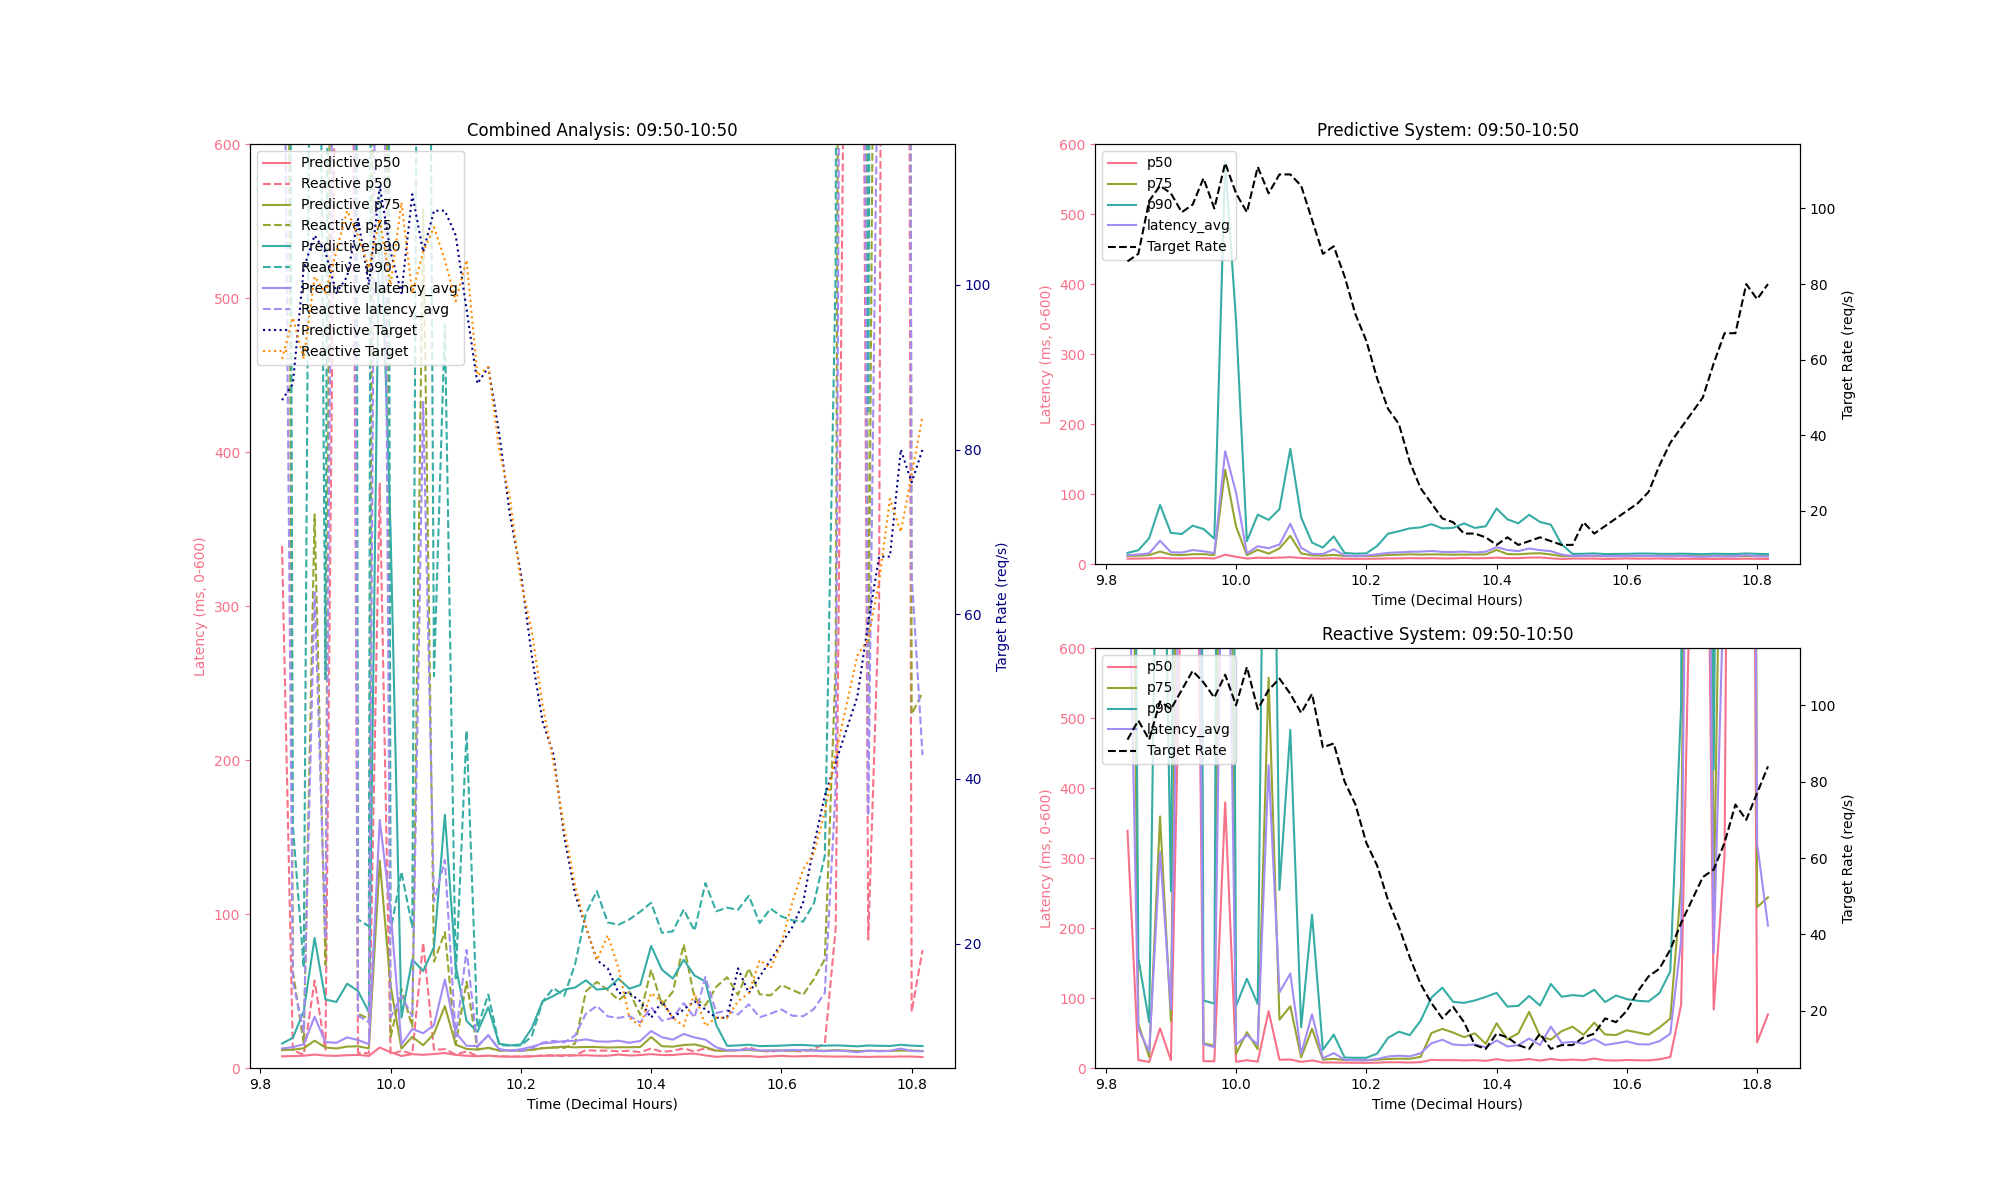 Combined Analysis: 09:50-10:50
600
500
400
300
200
100
0
Latency (ms, 0-600)
Predictive p50
Reactive p50
Predictive p75
Reactive p75
Predictive p90
Reactive p90
Predictive latency_avg
Reactive latency_avg
Predictive Target
Reactive Target
100
80
60
40
20
Target Rate (req/s)
9.8 10.0 10.2 10.4 10.6 10.8
Time (Decimal Hours)
Predictive System: 09:50-10:50
600
500
400
300
200
100
0
Latency (ms, 0-600)
p50
p75
p90
latency_avg
Target Rate
100
80
60
40
20
Target Rate (req/s)
9.8 10.0 10.2 10.4 10.6 10.8
Time (Decimal Hours)
Reactive System: 09:50-10:50
600
500
400
300
200
100
0
Latency (ms, 0-600)
p50
p75
p90
latency_avg
Target Rate
100
80
60
40
20
Target Rate (req/s)
9.8 10.0 10.2 10.4 10.6 10.8
Time (Decimal Hours)